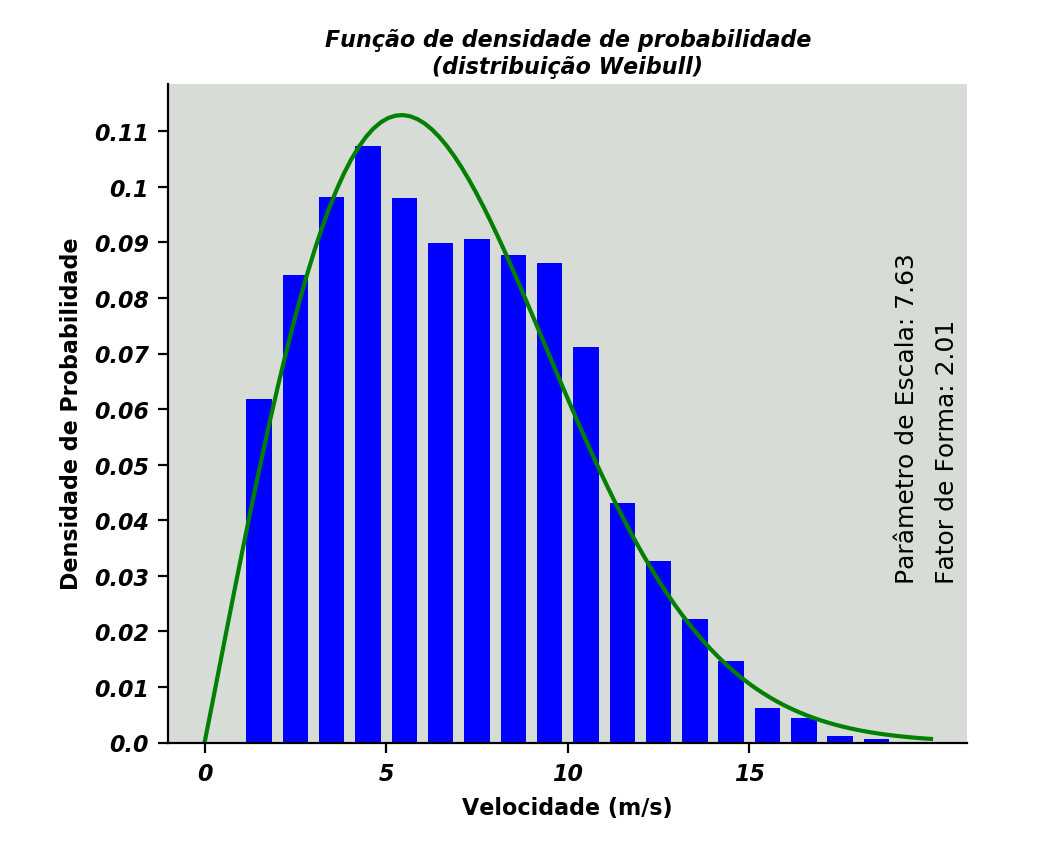 Função de densidade de probabilidade
(distribuição Weibull)
Densidade de Probabilidade
0.11
0.1
0.09
0.08
0.07
0.06
0.05
0.04
0.03
0.02
0.01
0.0
0
5
10
15
Velocidade (m/s)
Parâmetro de Escala: 7.63
Fator de Forma: 2.01